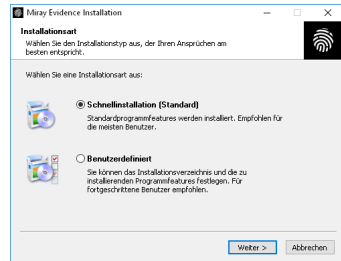 Miray Evidence Installation
Installationsart
Wählen Sie den Installationstyp aus, der Ihren Ansprüchen am
besten entspricht.
Wählen Sie eine Installationsart aus:
Schnellinstallation (Standard)
Standardprogrammfeatures werden installiert. Empfohlen für
die meisten Benutzer.
Benutzerdefiniert
Sie können das Installationsverzeichnis und die zu
installierenden Programmfeatures festlegen. Für
fortgeschrittene Benutzer empfohlen.
Weiter >
Abbrechen